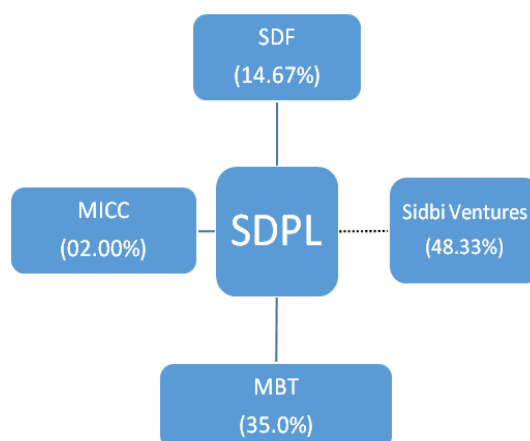 SDF
(14.67%)
MICC
(02.00%)
SDPL
Sidbi Ventures
(48.33%)
MBT
(35.0%)